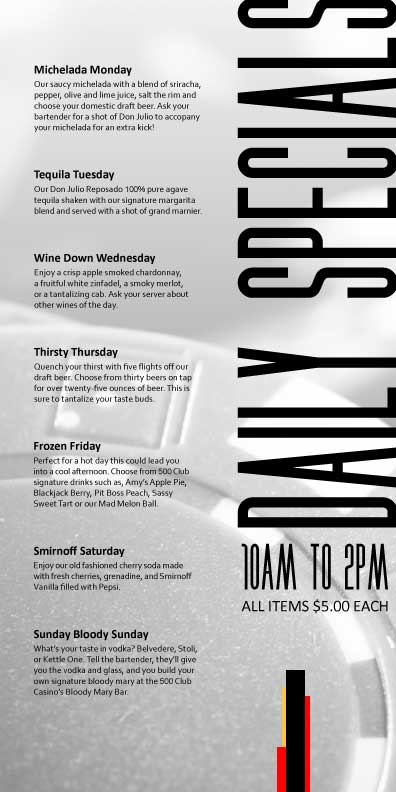 Michelada Monday
Our saucy michelada with a blend of sriracha,
pepper, olive and lime juice, salt the rim and
choose your domestic draft beer. Ask your
bartender for a shot of Don Julio to accopany
your michelada for an extra kick!
Tequila Tuesday
Our Don Julio Reposado 100% pure agave
tequila shaken with our signature margarita
blend and served with a shot of grand marnier.
Wine Down Wednesday
Enjoy a crisp apple smoked chardonnay,
a fruitful white zinfadel, a smoky merlot,
or a tantalizing cab. Ask your server about
other wines of the day.
Thirsty Thursday
Quench your thirst with five flights off our
draft beer. Choose from thirty beers on tap
for over twenty-five ounces of beer. This is
sure to tantalize your taste buds.
Frozen Friday
Perfect for a hot day this could lead you
into a cool afternoon. Choose from 500 Club
signature drinks such as, Amy's Apple Pie,
Blackjack Berry, Pit Boss Peach, Sassy
Sweet Tart or our Mad Melon Ball.
Smirnoff Saturday
Enjoy our old fashioned cherry soda made
with fresh cherries, grenadine, and Smirnoff
Vanilla filled with Pepsi.
Sunday Bloody Sunday
What's your taste in vodka? Belvedere, Stoli,
or Kettle One. Tell the bartender, they'll give
you the vodka and glass, and you build your
own signature bloody mary at the 500 Club
Casino's Bloody Mary Bar.
DAILY SPECIALS
10AM TO 2PM
ALL ITEMS $5.00 EACH